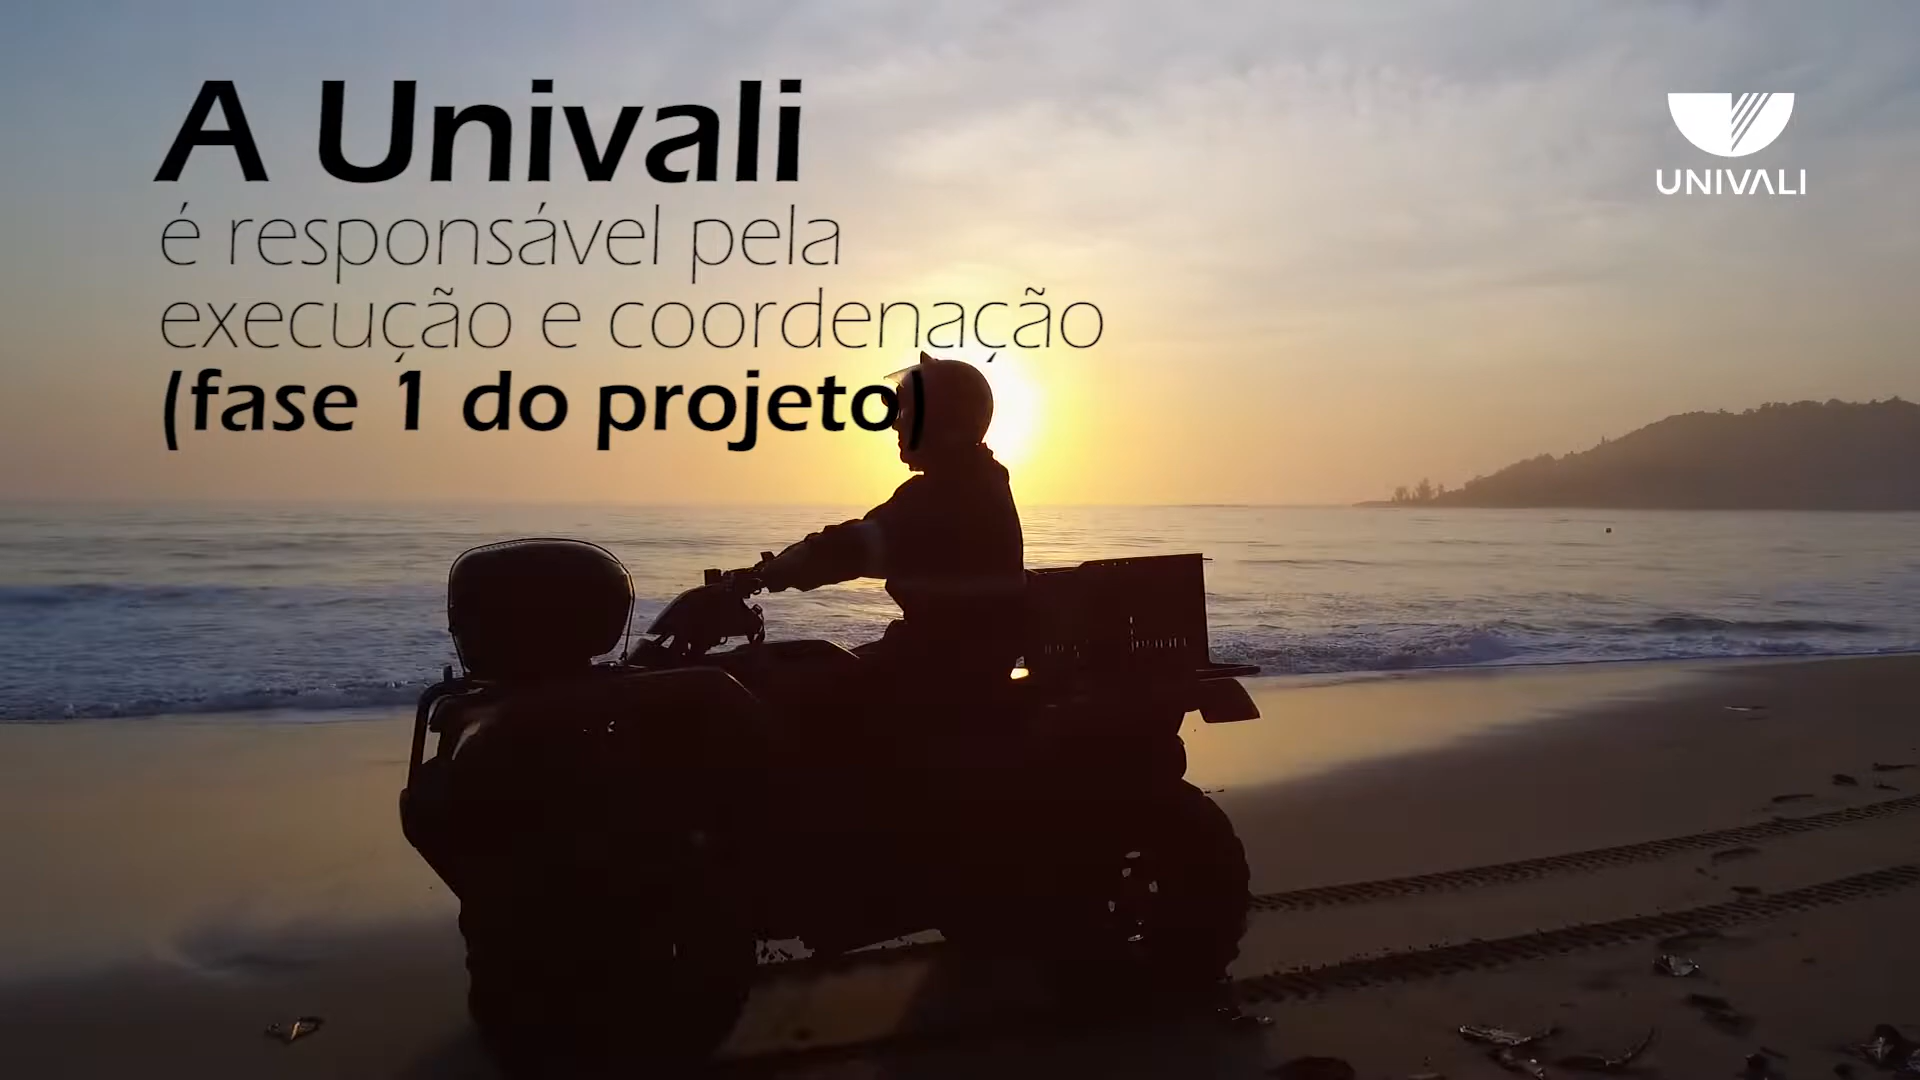 A Univali
é responsável pela
execução e coordenação
(fase 1 do projeto)
UNIVALI